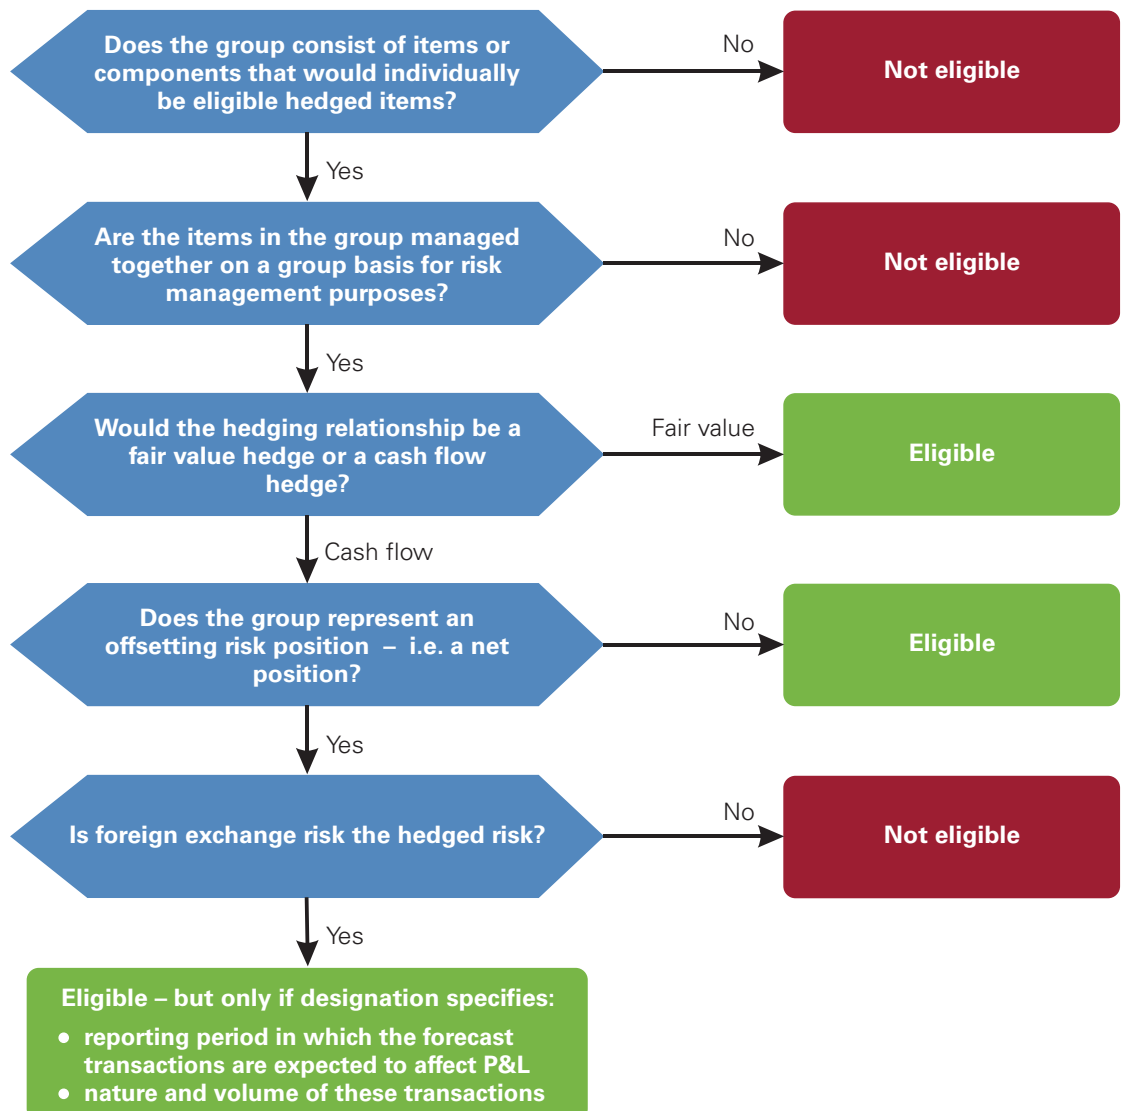 Does the group consist of items or
components that would individually
be eligible hedged items?
No
Not eligible
Yes
Are the items in the group managed
together on a group basis for risk
management purposes?
No
Not eligible
Yes
Would the hedging relationship be a
fair value hedge or a cash flow
hedge?
Fair value
Eligible
Cash flow
Does the group represent an
offsetting risk position – i.e. a net
position?
No
Eligible
Yes
Is foreign exchange risk the hedged risk?
No
Not eligible
Yes
Eligible – but only if designation specifies:
● reporting period in which the forecast
transactions are expected to affect P&L
● nature and volume of these transactions